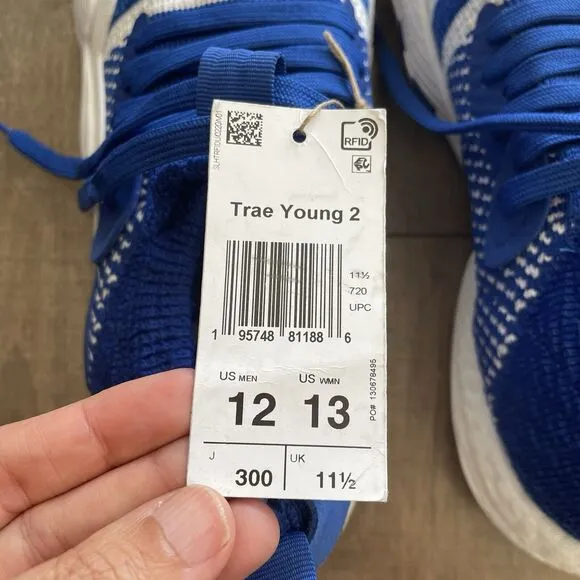 RFID
Trae Young 2
11½
720
UPC
1 95748 81188 6
US MEN US WMN
12 13
PO# 130678495
J UK
300 11½